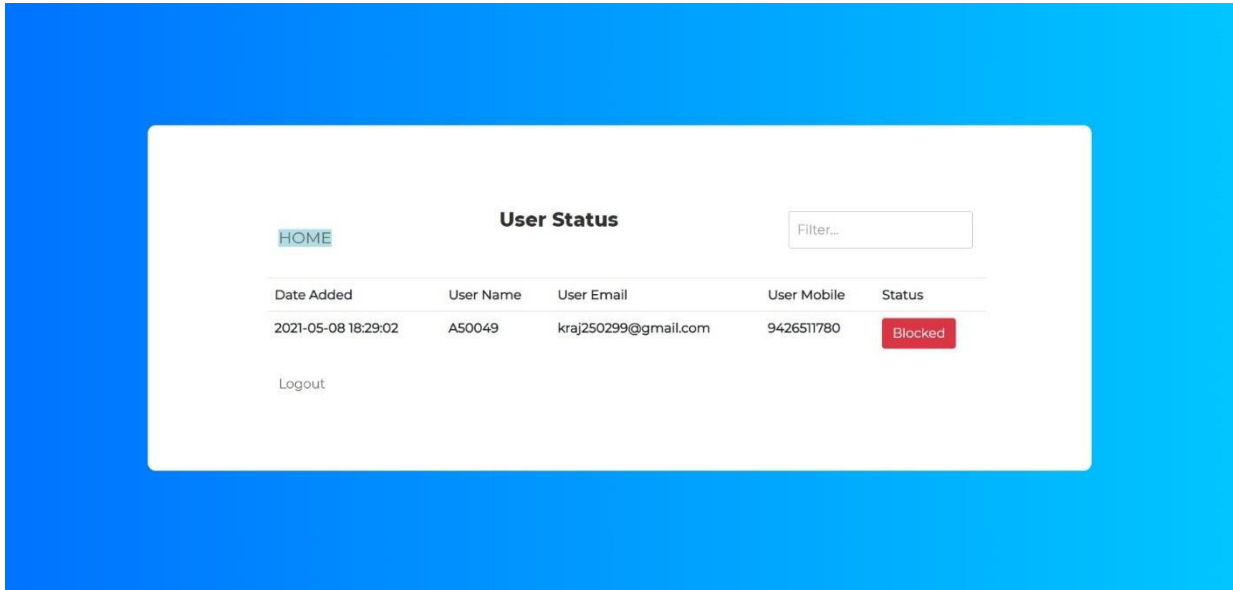 User Status
HOME
Filter...
Date Added User Name User Email User Mobile Status
2021-05-08 18:29:02 A50049 kraj250299@gmail.com 9426511780 Blocked
Logout